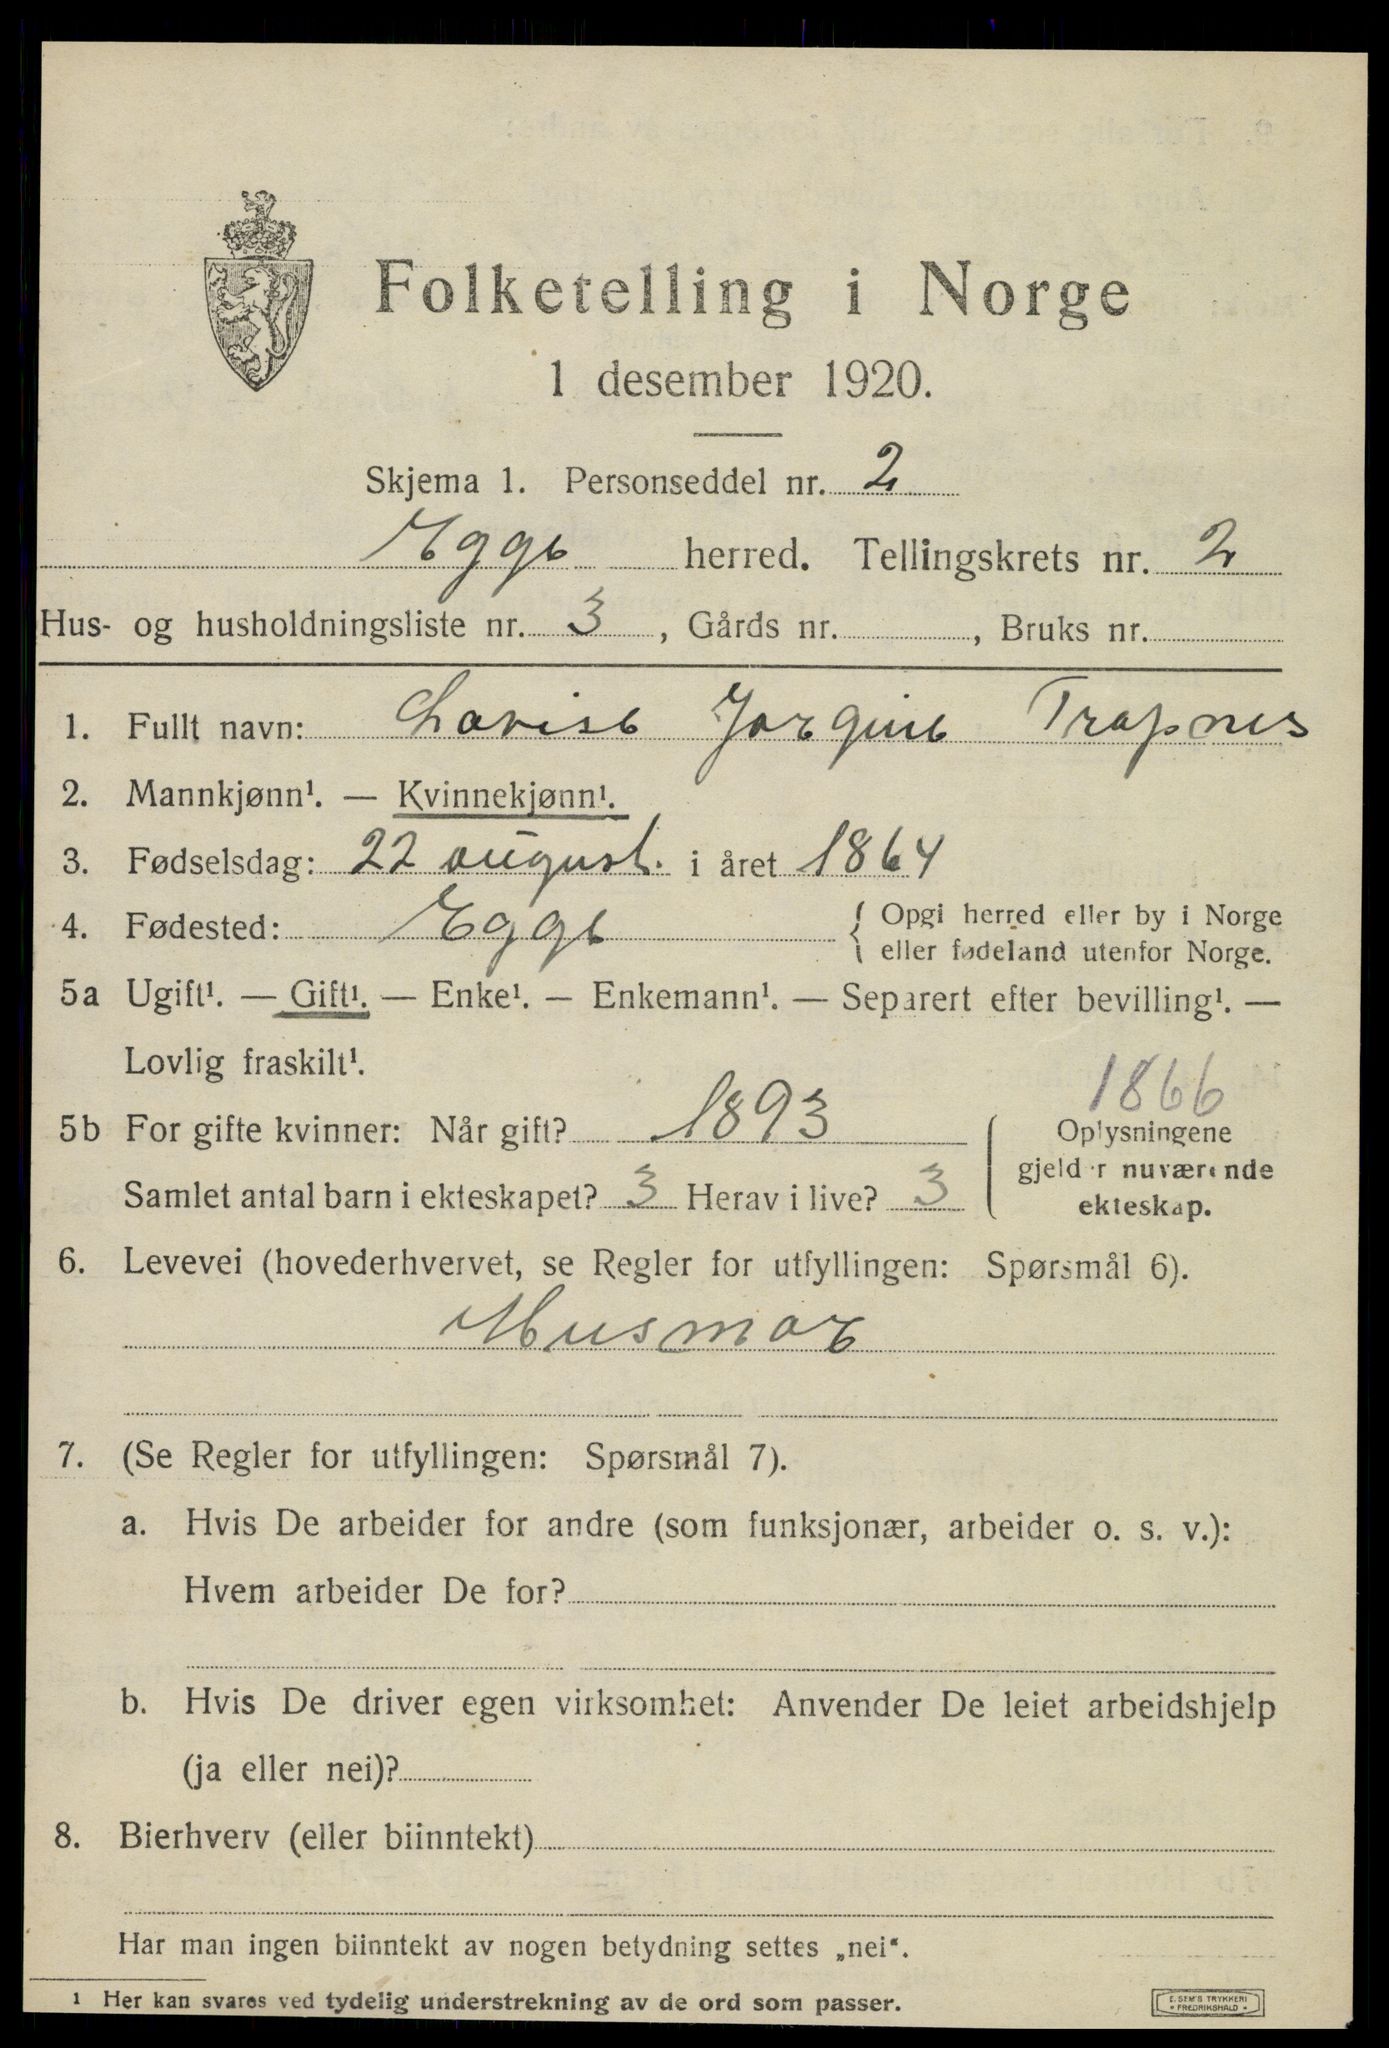 Folketelling i Norge
1 desember 1920.
Skjema 1. Personseddel nr. 2
Egge herred. Tellingskrets nr. 2
Hus- og husholdningsliste nr. 3, Gårds nr. , Bruks nr.
1. Fullt navn: Lovise Jorgine Trapnes
2. Mannkjønn¹. — Kvinnekjønn¹.
3. Fødselsdag: 22 august. i året 1864
4. Fødested: Egge { Opgi herred eller by i Norge
eller fødeland utenfor Norge.
5a Ugift¹. — Gift¹. — Enke¹. — Enkemann¹. — Separert efter bevilling¹. —
Lovlig fraskilt¹.
1866
5b For gifte kvinner: Når gift? 1893 Oplysningene
gjelder nuværende
Samlet antal barn i ekteskapet? 3 Herav i live? 3 ekteskap.
6. Levevei (hovederhvervet, se Regler for utfyllingen: Spørsmål 6).
Husmor
7. (Se Regler for utfyllingen: Spørsmål 7).
a. Hvis De arbeider for andre (som funksjonær, arbeider o. s. v.):
Hvem arbeider De for?
b. Hvis De driver egen virksomhet: Anvender De leiet arbeidshjelp
(ja eller nei)?
8. Bierhverv (eller biinntekt)
Har man ingen biinntekt av nogen betydning settes „nei“.
¹ Her kan svares ved tydelig understrekning av de ord som passer.
E. SEM'S TRYKKERI
* FREDRIKSHALD *